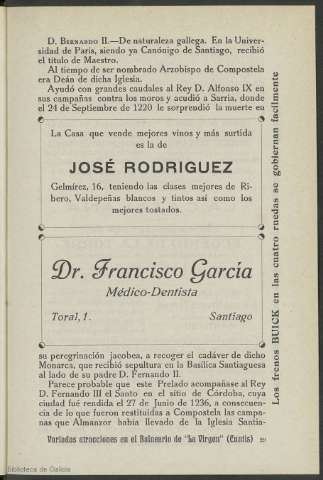 D. BERNARDO II.—De naturaleza gallega. En la Univer-
sidad de París, siendo ya Canónigo de Santiago, recibió
el título de Maestro.
Al tiempo de ser nombrado Arzobispo de Compostela
era Deán de dicha Iglesia.
Ayudó con grandes caudales al Rey D. Alfonso IX en
sus campañas contra los moros y acudió a Sarria, donde
el 24 de Septiembre de 1220 le sorprendió la muerte eu
La Casa que vende mejores vinos y más surtida
es la de
JOSÉ RODRIGUEZ
Gelmírez, 16, teniendo las clases mejores de Ri-
bero, Valdepeñas blancos y tintos así como los
mejores tostados.
Dr. Francisco García
Médico-Dentista
Toral, 1. Santiago
su peregrinación jacobea, a recoger el cadáver de dicho
Monarca, que recibió sepultura en la Basílica Santiaguesa
al lado de su padre D. Fernando II.
Parece probable que este Prelado acompañase al Rey
D. Fernando III el Santo en el sitio de Córdoba, cuya
ciudad fué rendida el 27 de Junio de 1236, a consecuen-
cia de lo que fueron restituídas a Compostela las campa-
nas que Almanzor había llevado de la Iglesia Santia-
Variadas atracciones en el Balneario de "La Virgen" (Cuntis)
Los frenos BUICK en las cuatro ruedas se gobiernan facilmente
Biblioteca de Galicia